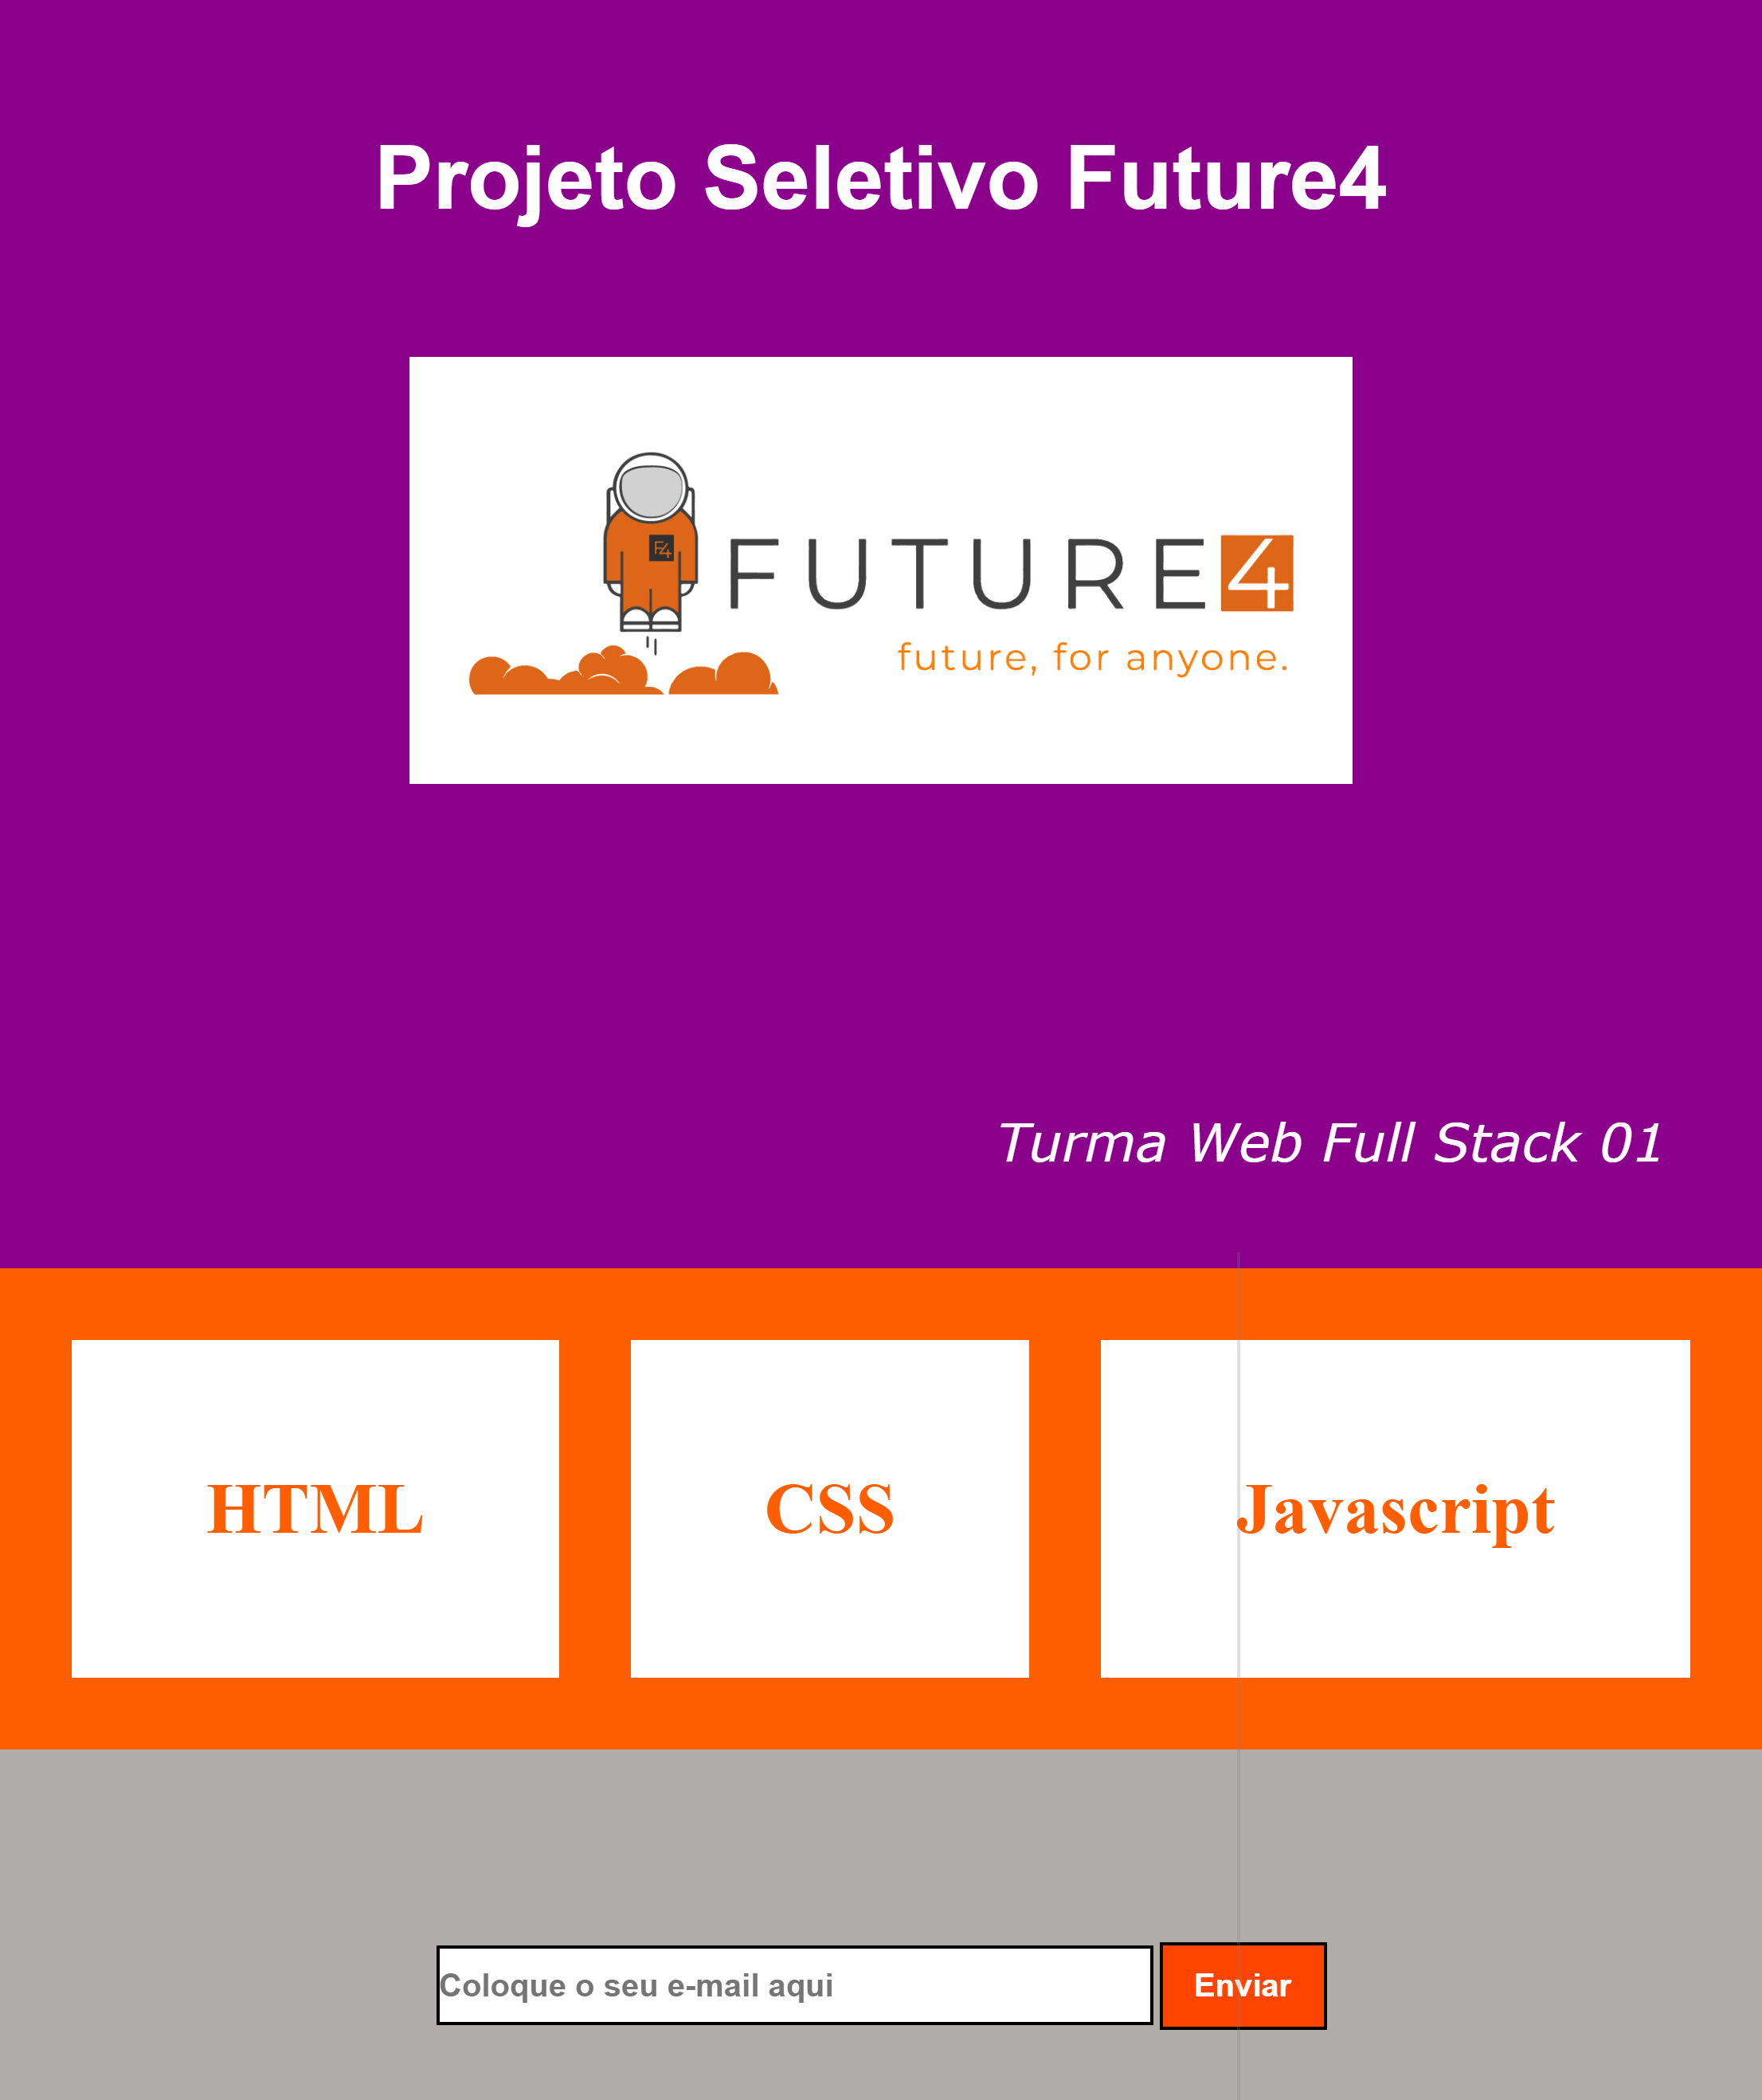 Projeto Seletivo Future4
F4
FUTURE4
future, for anyone.
Turma Web Full Stack 01
HTML
CSS
Javascript
Coloque o seu e-mail aqui
Enviar